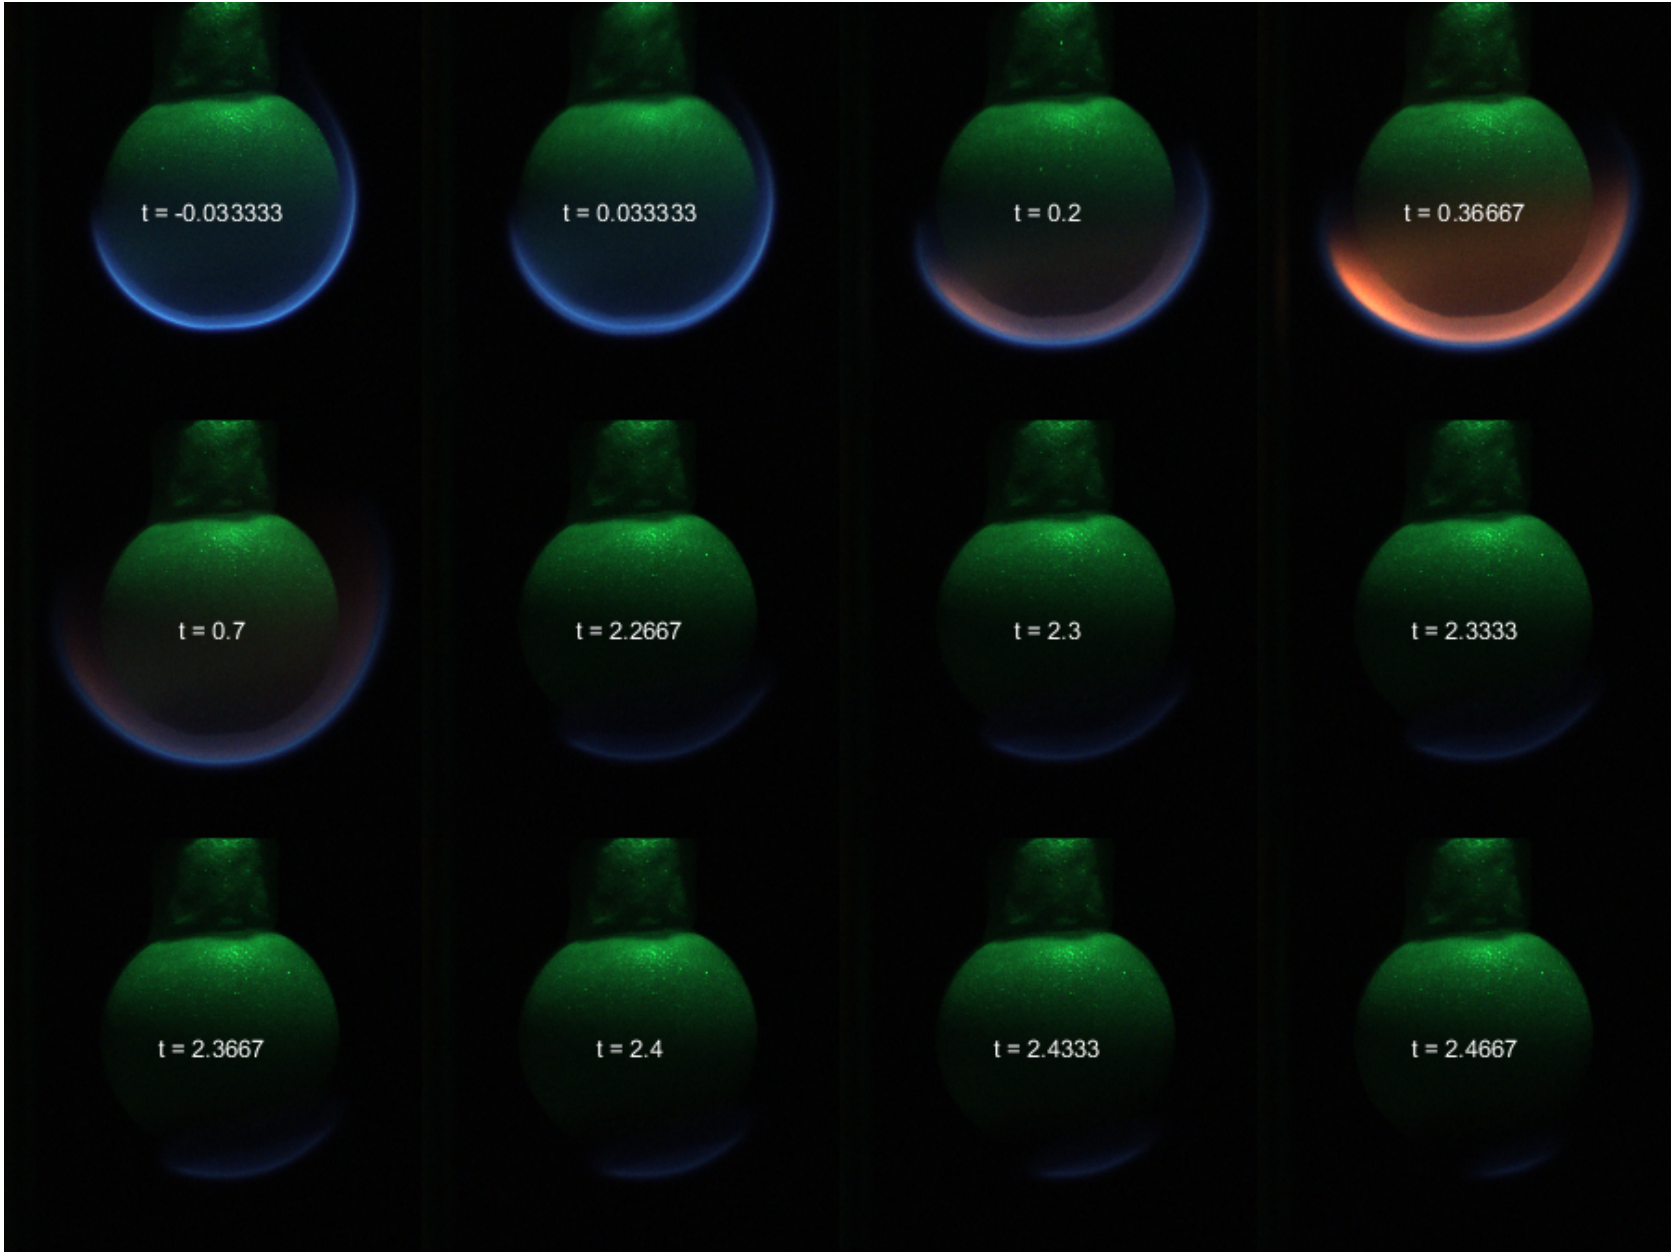 t = -0.033333
t = 0.033333
t = 0.2
t = 0.36667
t = 0.7
t = 2.2667
t = 2.3
t = 2.3333
t = 2.3667
t = 2.4
t = 2.4333
t = 2.4667